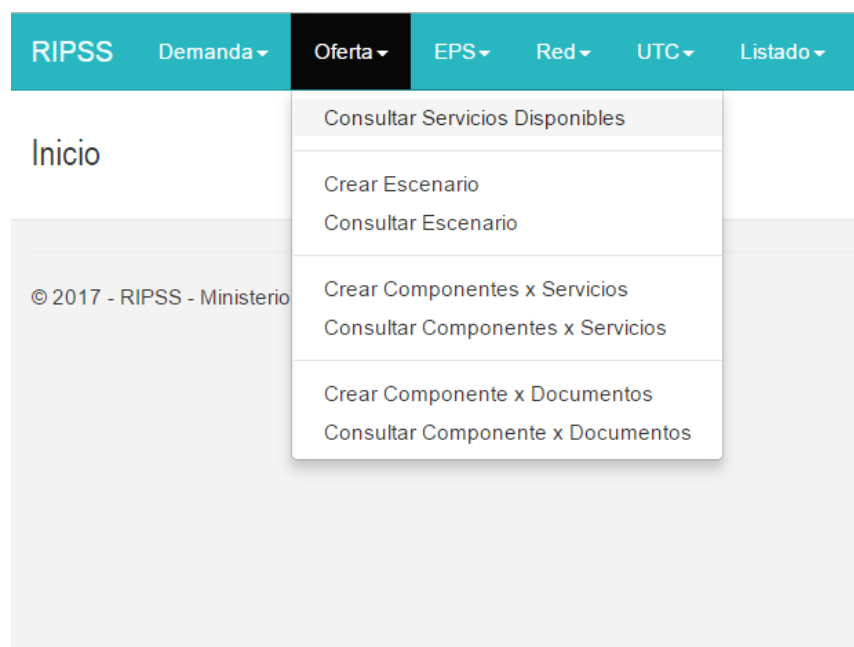 RIPSS Demanda Oferta EPS Red UTC Listado
Consultar Servicios Disponibles
Inicio
Crear Escenario
Consultar Escenario
Crear Componentes x Servicios
© 2017 - RIPSS - Ministerio
Consultar Componentes x Servicios
Crear Componente x Documentos
Consultar Componente x Documentos